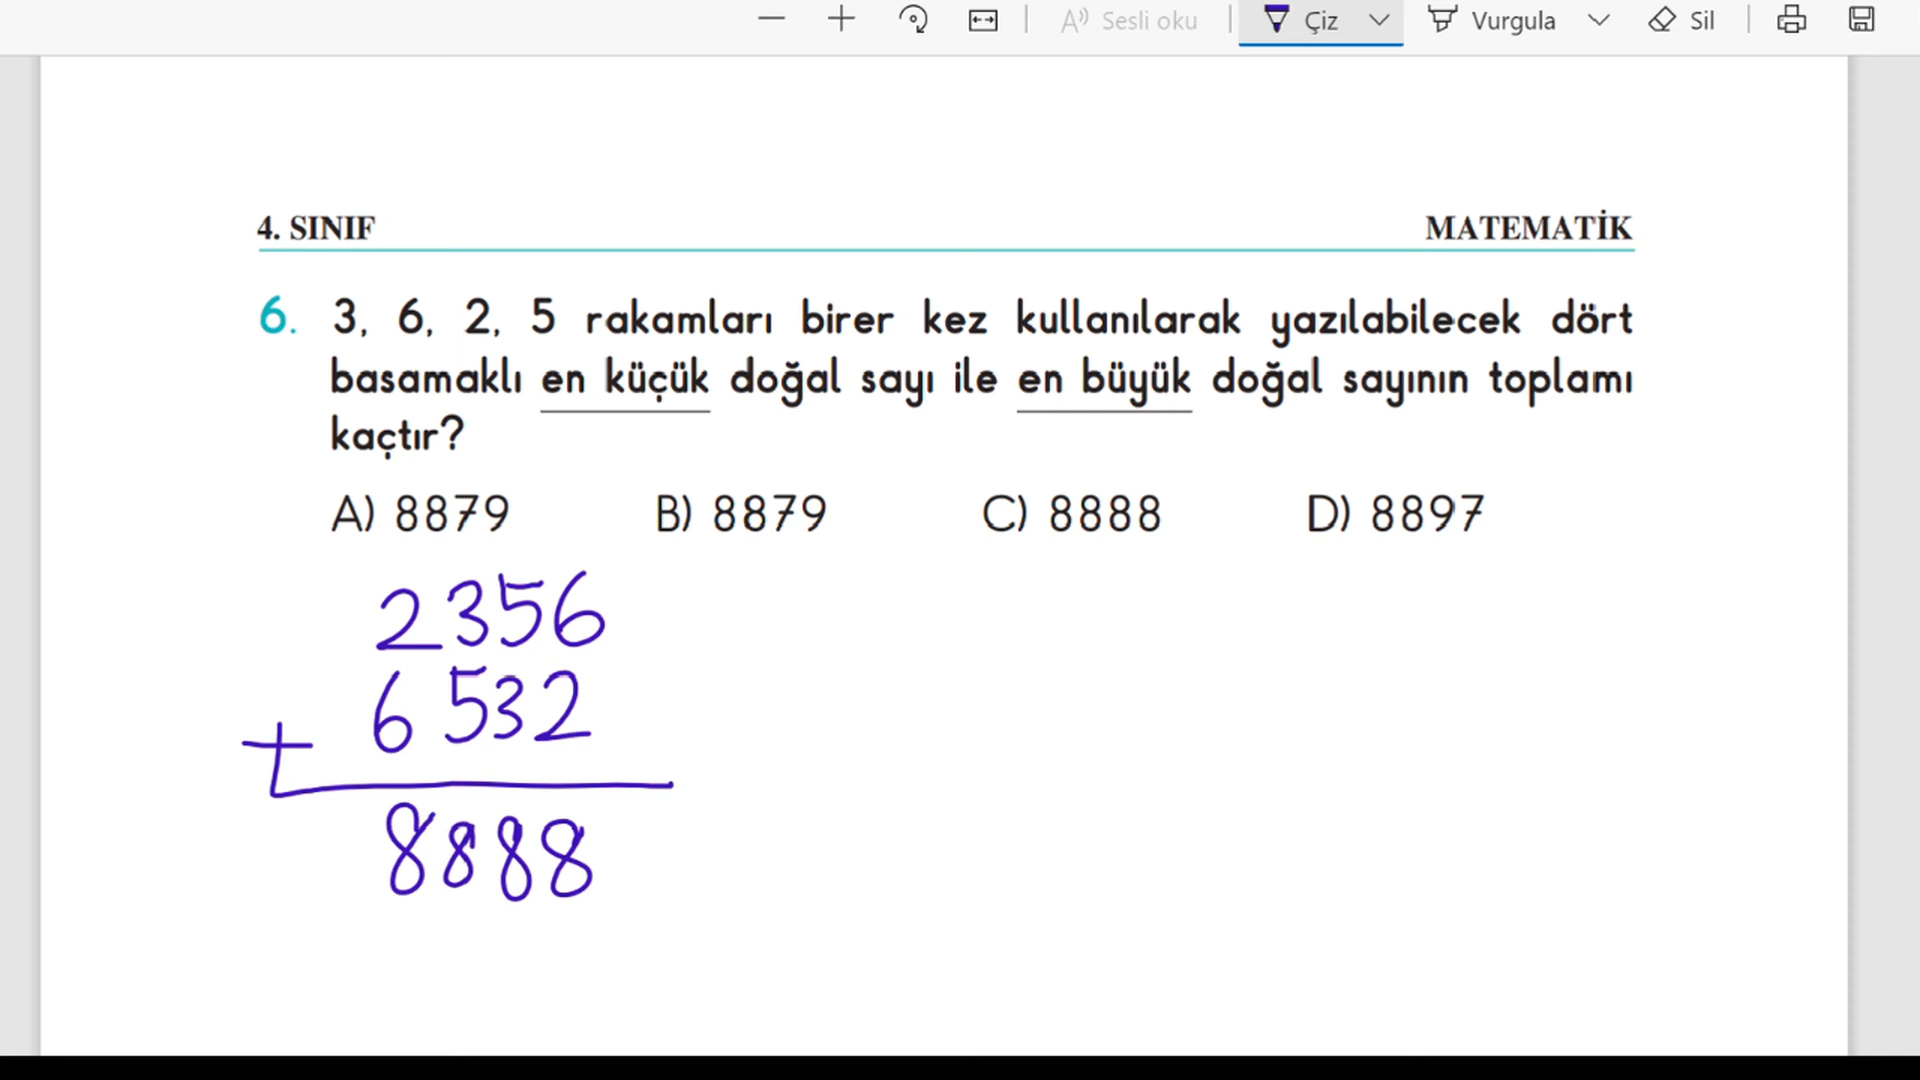 Sesli oku Çiz Vurgula Sil
4. SINIF MATEMATİK
6. 3, 6, 2, 5 rakamları birer kez kullanılarak yazılabilecek dört
basamaklı en küçük doğal sayı ile en büyük doğal sayının toplamı
kaçtır?
A) 8879 B) 8879 C) 8888 D) 8897
2356
+ 6532
8888